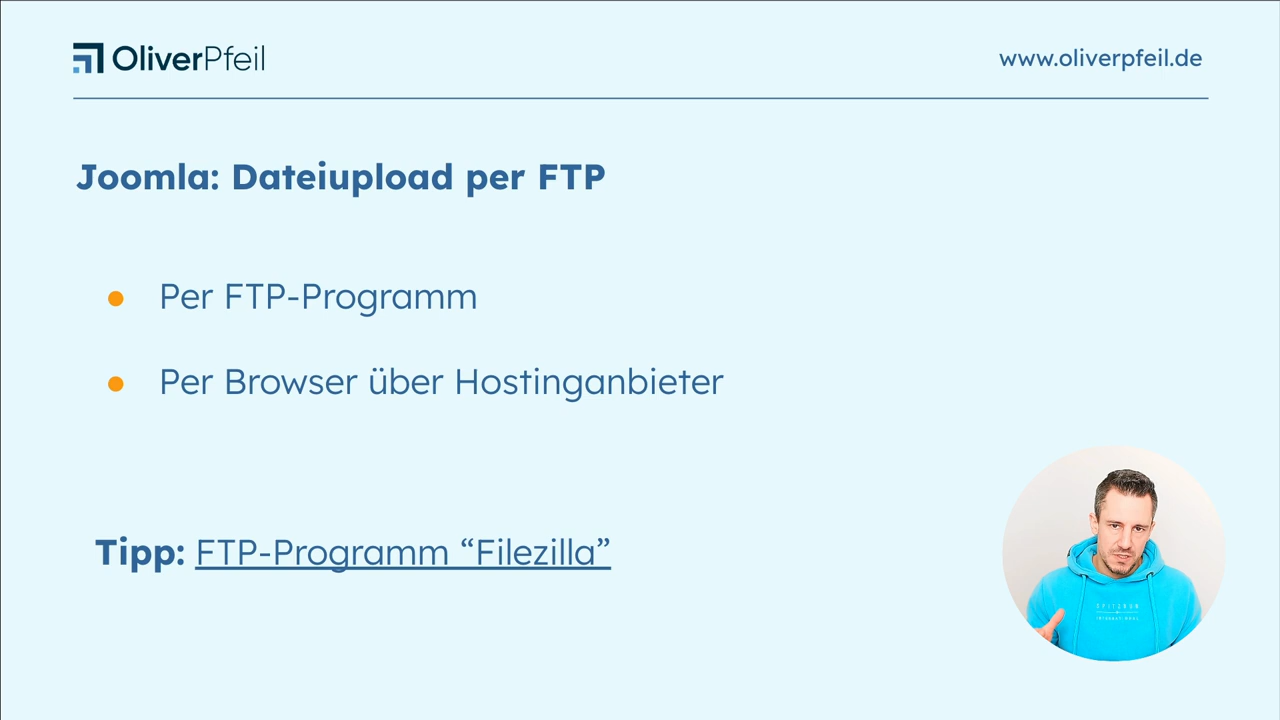 OliverPfeil
www.oliverpfeil.de
Joomla: Dateiupload per FTP
● Per FTP-Programm
● Per Browser über Hostinganbieter
Tipp: FTP-Programm “Filezilla”